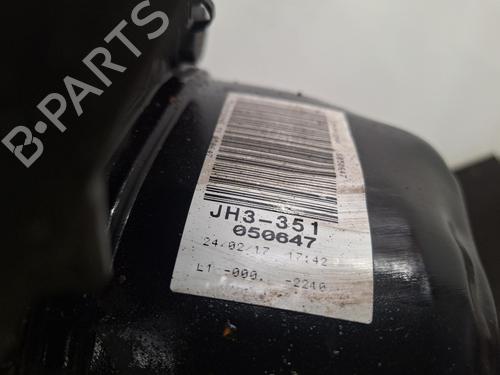 B·PARTS
JH3-351
050647
24/02/17 17:42
L1 -000. -2240